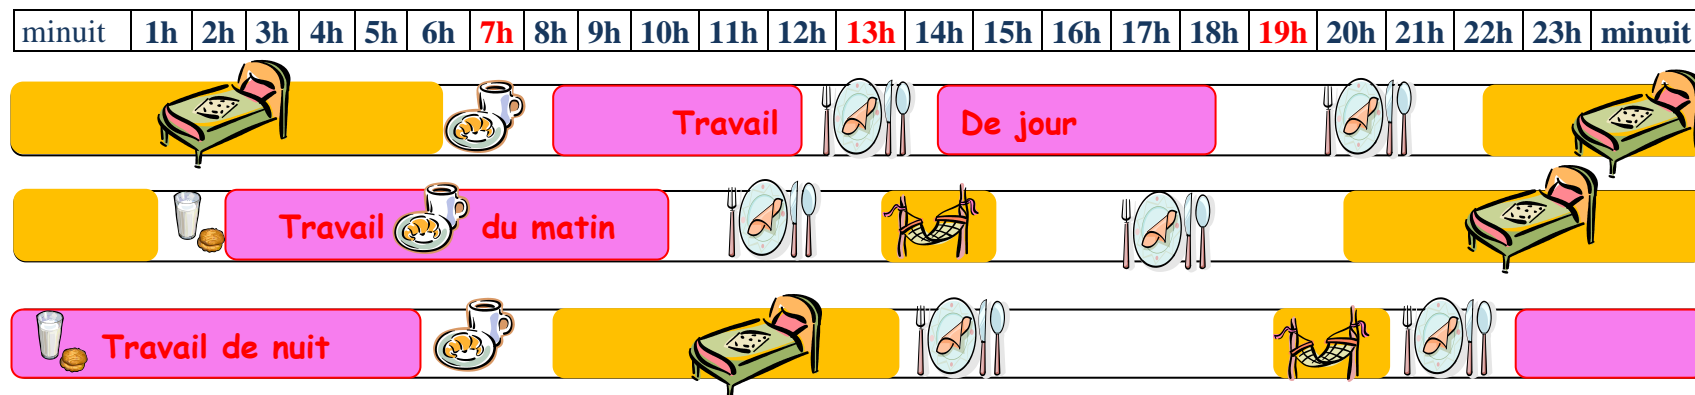 minuit 1h 2h 3h 4h 5h 6h 7h 8h 9h 10h 11h 12h 13h 14h 15h 16h 17h 18h 19h 20h 21h 22h 23h minuit
Travail De jour
Travail du matin
Travail de nuit